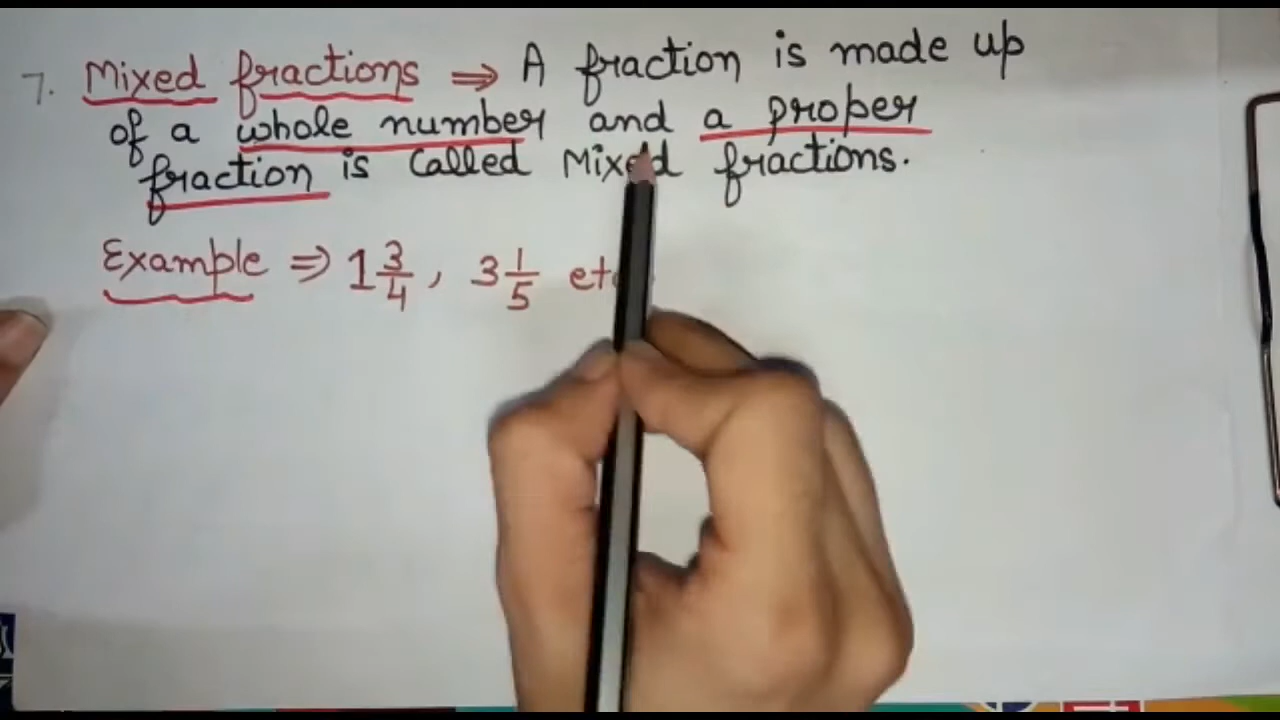 7. Mixed fractions ⇒ A fraction is made up
of a whole number and a proper
fraction is called Mixed fractions.
Example ⇒ 1 3/4, 3 1/5